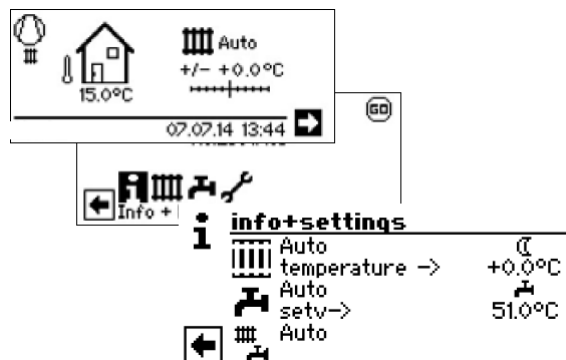 Auto
+/- +0.0°C
15.0°C
07.07.14 13:44
GO
Info +
i info+settings
Auto
temperature -> +0.0°C
Auto
setv-> 51.0°C
Auto